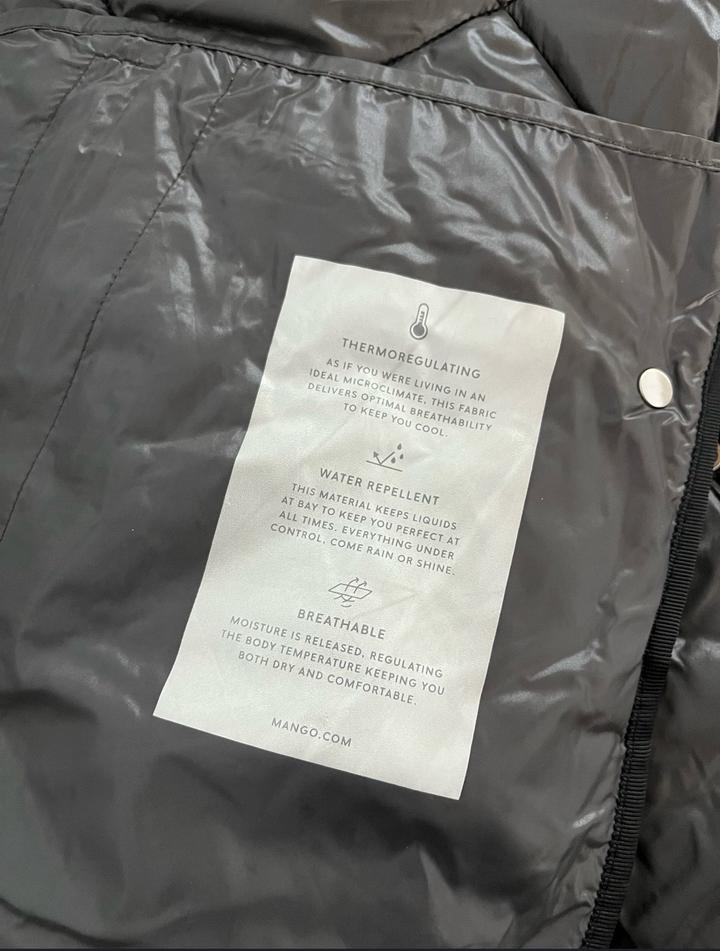 THERMOREGULATING
AS IF YOU WERE LIVING IN AN
IDEAL MICROCLIMATE, THIS FABRIC
DELIVERS OPTIMAL BREATHABILITY
TO KEEP YOU COOL.
WATER REPELLENT
THIS MATERIAL KEEPS LIQUIDS
AT BAY TO KEEP YOU PERFECT AT
ALL TIMES. EVERYTHING UNDER
CONTROL, COME RAIN OR SHINE.
BREATHABLE
MOISTURE IS RELEASED, REGULATING
THE BODY TEMPERATURE KEEPING YOU
BOTH DRY AND COMFORTABLE.
MANGO.COM